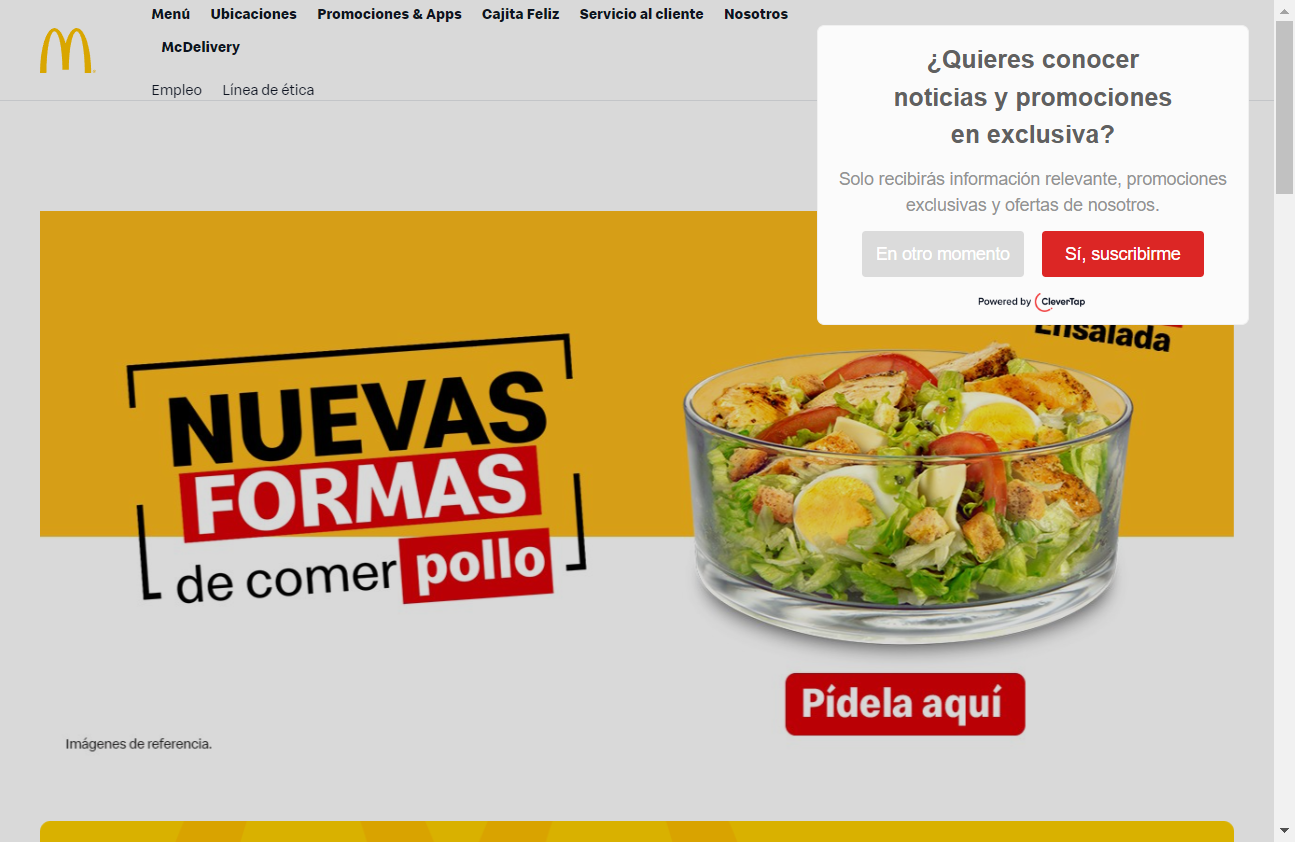 Menú Ubicaciones Promociones & Apps Cajita Feliz Servicio al cliente Nosotros
McDelivery
Empleo Línea de ética
¿Quieres conocer
noticias y promociones
en exclusiva?
Solo recibirás información relevante, promociones
exclusivas y ofertas de nosotros.
En otro momento Sí, suscribirme
Powered by CleverTap
Ensalada
NUEVAS
FORMAS
de comer pollo
Pídela aquí
Imágenes de referencia.